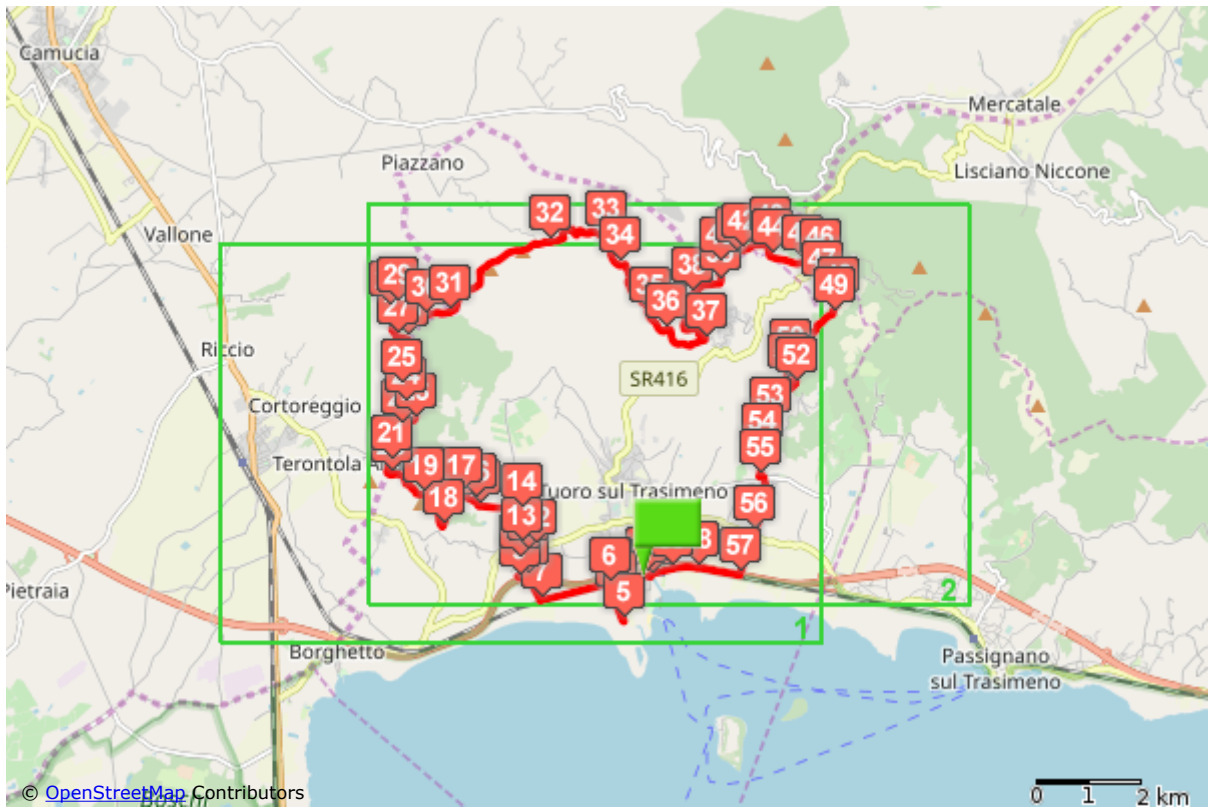 Camucia
Mercatale
Piazzano
Lisciano Niccone
Vallone
32
33
34
42
44
46
47
49
29
31
38
36
37
27
Riccio
25
52
SR416
Cortoreggio
53
54
55
21
Terontola
19
17
18
14
Tuoro sul Trasimeno
13
56
57
6
7
5
Pietraia
2
1
Borghetto
Passignano
sul Trasimeno
© OpenStreetMap Contributors
0 1 2 km